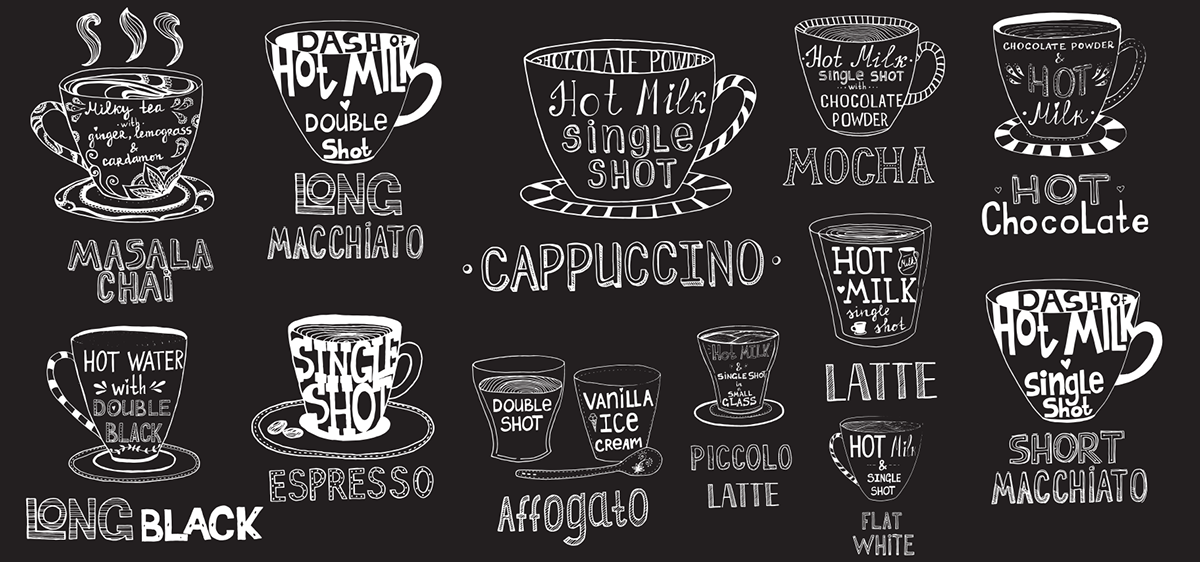 Milky tea
with
ginger, lemograss
&
cardamon
MASALA
CHAi
DASH OF
Hot MILK
DOUBLE
Shot
LONG
MACCHiATO
CHOCOLATE POWDER
Hot Milk
Single
SHOT
CAPPUCCINO
Hot Milk
SINGLE SHOT
with
CHOCOLATE
POWDER
MOCHA
CHOCOLATE POWDER
&
HOT
Milk
HOT
ChocoLate
HOT WATER
with
DOUBLE
BLACK
LONG BLACK
SINGLE
SHOT
ESPRESSO
DOUBLE
SHOT
VANiLLA
iCE
CREAM
Affogato
Hot MILK
&
SINGLE SHOT
in
SMALL
GLASS
PICCOLO
LATTE
HOT
Milk
MILK
single
shot
LATTE
HOT Milk
&
SINGLE
SHOT
FLAT
WHiTE
DASH OF
Hot MILK
Single
Shot
SHORT
MACCHiATO